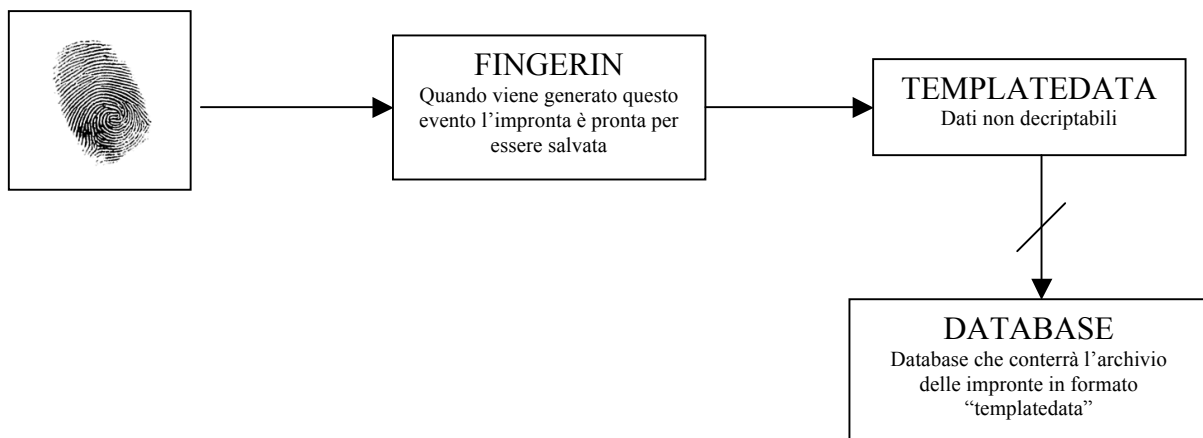 FINGERIN
Quando viene generato questo
evento l’impronta è pronta per
essere salvata
TEMPLATEDATA
Dati non decriptabili
DATABASE
Database che conterrà l’archivio
delle impronte in formato
“templatedata”